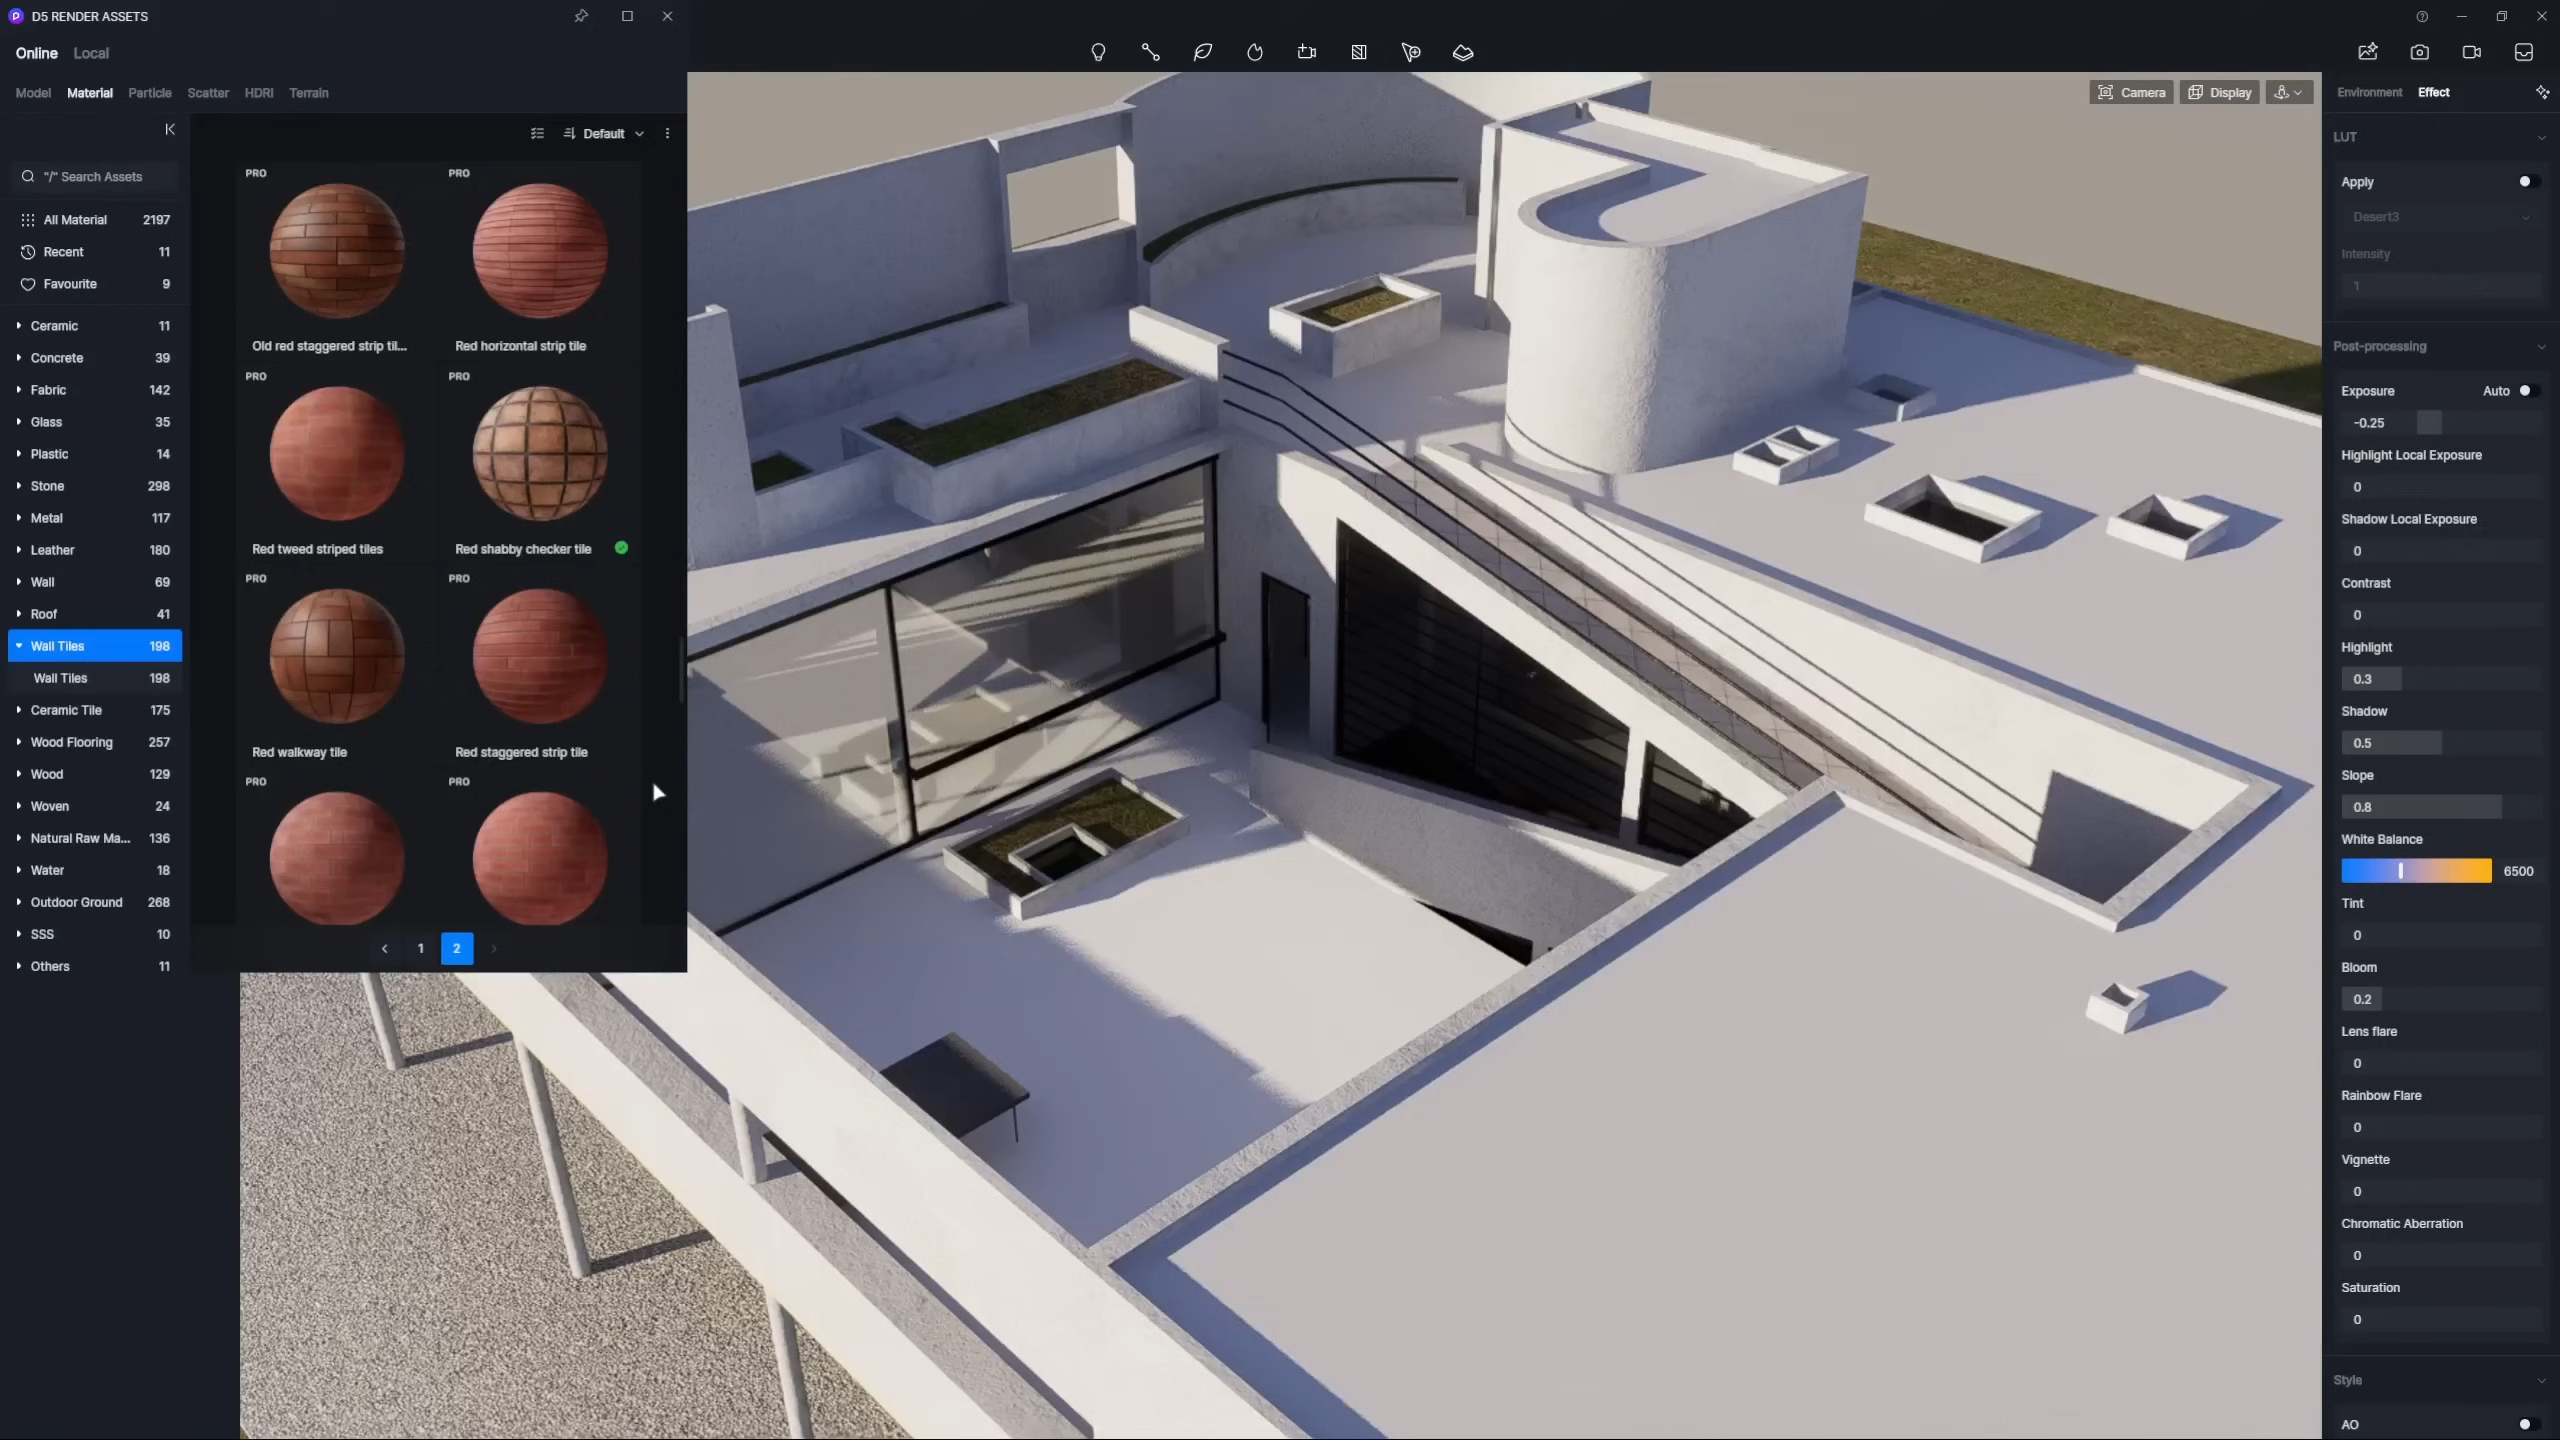 D5 RENDER ASSETS
Online Local
Model Material Particle Scatter HDRI Terrain
Default
"/" Search Assets
All Material 2197
Recent 11
Favourite 9
Ceramic 11
Concrete 39
Fabric 142
Glass 35
Plastic 14
Stone 298
Metal 117
Leather 180
Wall 69
Roof 41
Wall Tiles 198
Wall Tiles 198
Ceramic Tile 175
Wood Flooring 257
Wood 129
Woven 24
Natural Raw Ma... 136
Water 18
Outdoor Ground 268
SSS 10
Others 11
PRO PRO
Old red staggered strip til... Red horizontal strip tile
PRO PRO
Red tweed striped tiles Red shabby checker tile
PRO PRO
Red walkway tile Red staggered strip tile
PRO PRO
1 2
Camera Display
Environment Effect
LUT
Apply
Desert3
Intensity
1
Post-processing
Exposure Auto
-0.25
Highlight Local Exposure
0
Shadow Local Exposure
0
Contrast
0
Highlight
0.3
Shadow
0.5
Slope
0.8
White Balance
6500
Tint
0
Bloom
0.2
Lens flare
0
Rainbow Flare
0
Vignette
0
Chromatic Aberration
0
Saturation
0
Style
AO